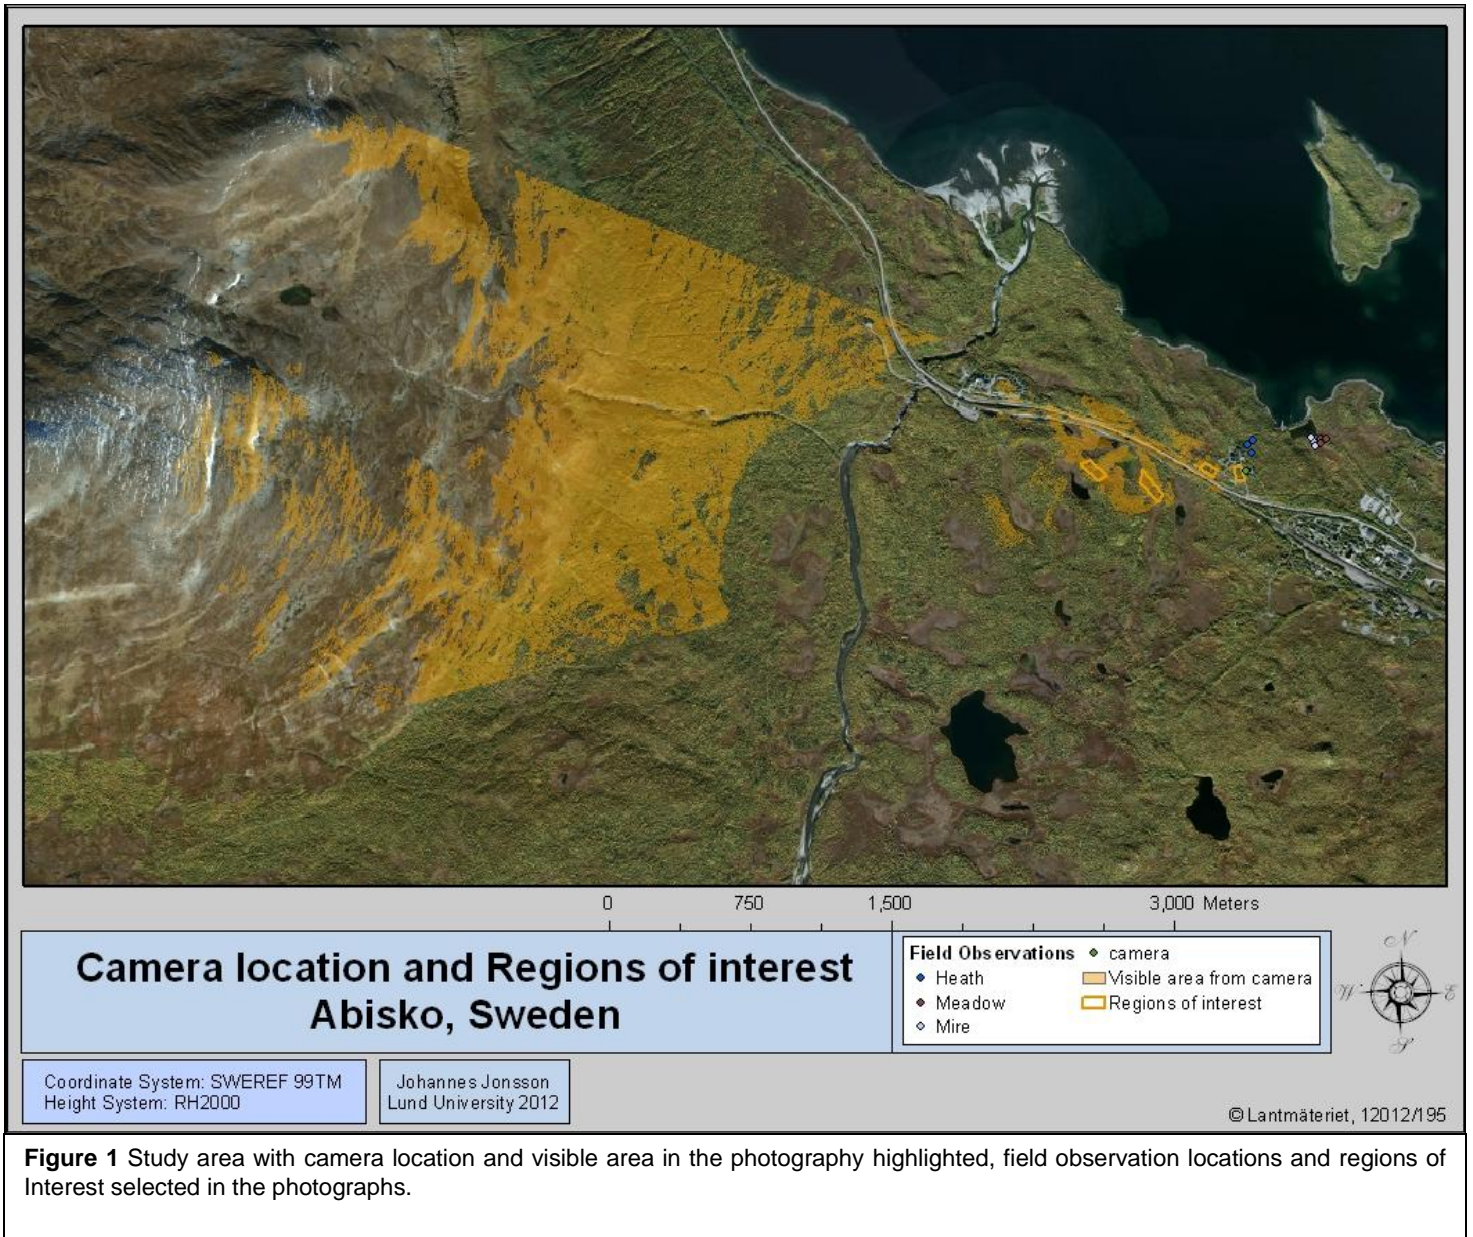 0 750 1,500 3,000 Meters
Camera location and Regions of interest
Abisko, Sweden
Field Observations
Heath
Meadow
Mire
camera
Visible area from camera
Regions of interest
N
W
E
S
Coordinate System: SWEREF 99TM
Height System: RH2000
Johannes Jonsson
Lund University 2012
© Lantmäteriet, 12012/195
Figure 1 Study area with camera location and visible area in the photography highlighted, field observation locations and regions of
Interest selected in the photographs.